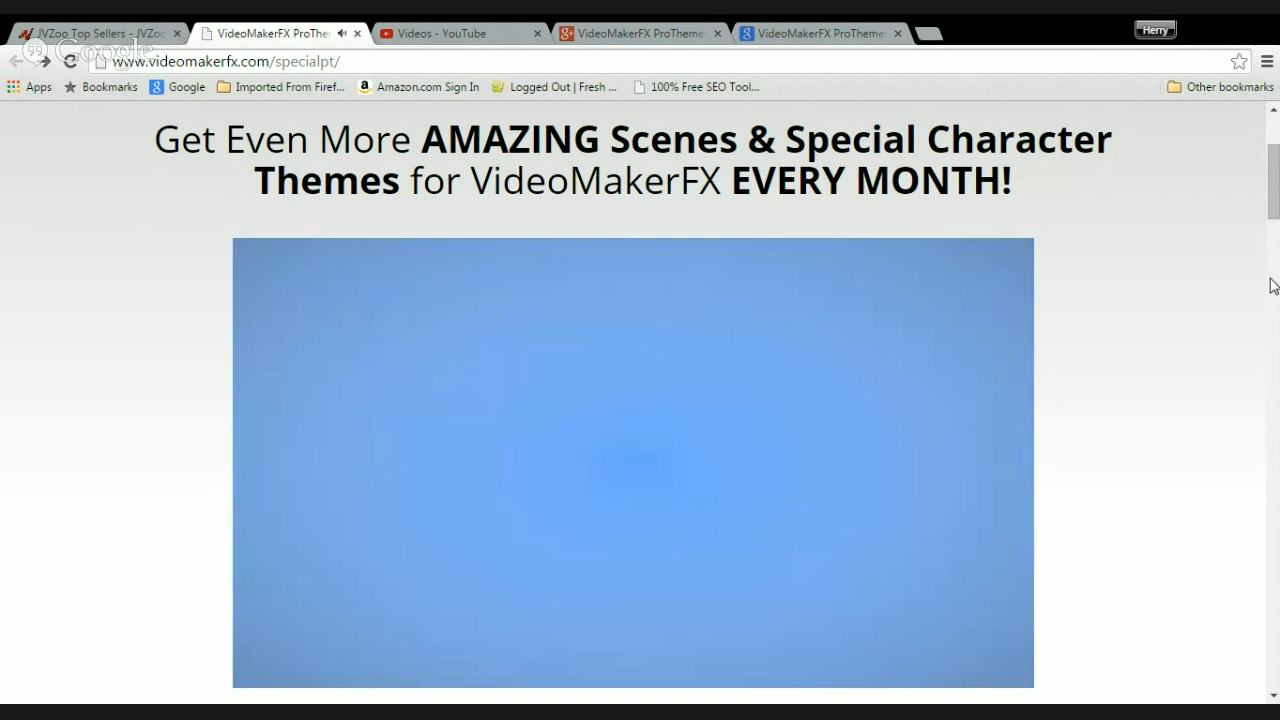 JVZoo Top Sellers - JVZoo
VideoMakerFX ProThe
Videos - YouTube
VideoMakerFX ProTheme
VideoMakerFX ProTheme
Herry
Google
www.videomakerfx.com/specialpt/
Apps
Bookmarks
Google
Imported From Firef...
Amazon.com Sign In
Logged Out | Fresh ...
100% Free SEO Tool...
Other bookmarks
Get Even More AMAZING Scenes & Special Character
Themes for VideoMakerFX EVERY MONTH!